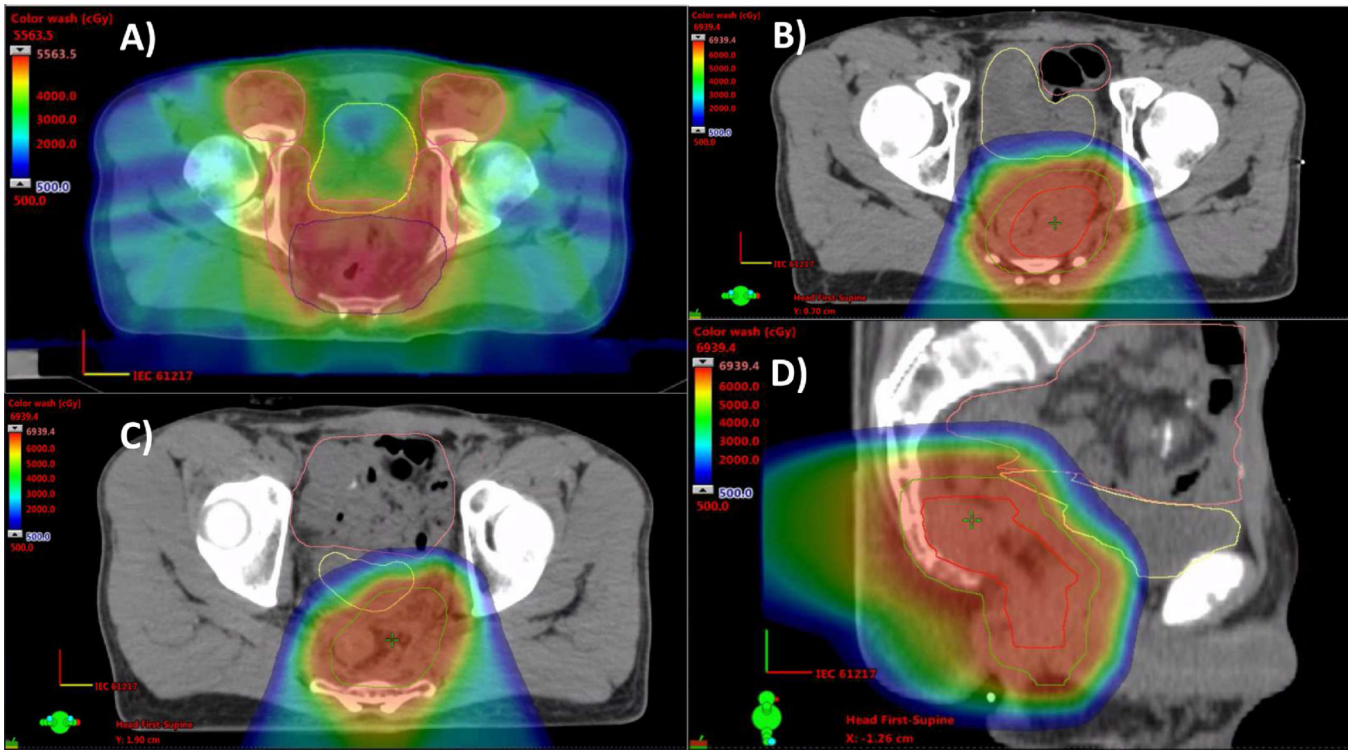 Color wash [cGy]
5563.5
5563.5
4000.0
3000.0
2000.0
500.0
500.0
A)
IEC 61217
Color wash [cGy]
6939.4
6939.4
6000.0
5000.0
4000.0
3000.0
2000.0
500.0
500.0
B)
IEC 61217
Head First-Supine
Y: 0.70 cm
Color wash [cGy]
6939.4
6939.4
6000.0
5000.0
4000.0
3000.0
2000.0
500.0
500.0
C)
IEC 61217
Head First-Supine
Y: 1.90 cm
Color wash [cGy]
6939.4
6939.4
6000.0
5000.0
4000.0
3000.0
2000.0
500.0
500.0
D)
IEC 61217
Head First-Supine
X: -1.26 cm